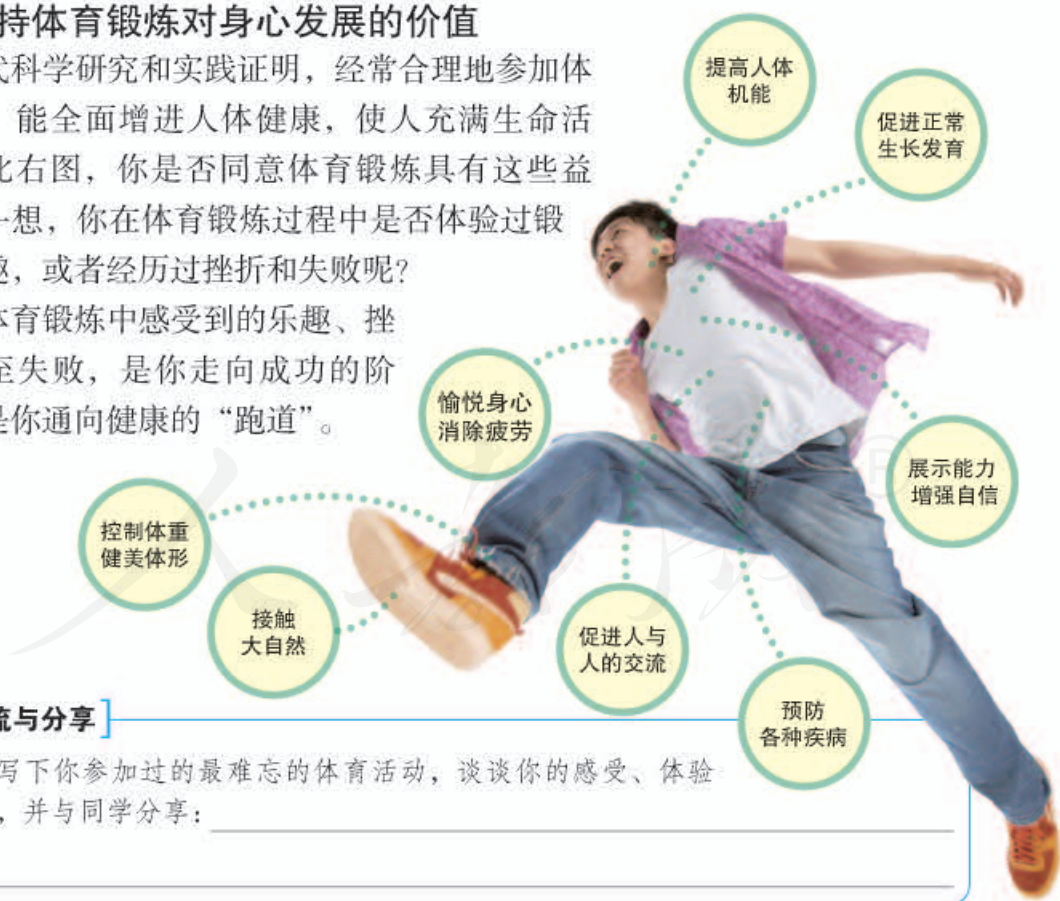 持体育锻炼对身心发展的价值
代科学研究和实践证明，经常合理地参加体
，能全面增进人体健康，使人充满生命活
比右图，你是否同意体育锻炼具有这些益
一想，你在体育锻炼过程中是否体验过锻
趣，或者经历过挫折和失败呢？
体育锻炼中感受到的乐趣、挫
至失败，是你走向成功的阶
是你通向健康的“跑道”。
提高人体
机能
促进正常
生长发育
愉悦身心
消除疲劳
展示能力
增强自信
控制体重
健美体形
接触
大自然
促进人与
人的交流
预防
各种疾病
流与分享]
写下你参加过的最难忘的体育活动，谈谈你的感受、体验
，并与同学分享：
®